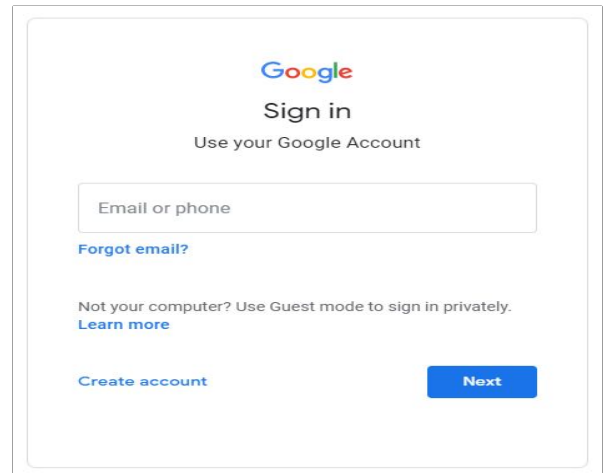 Google
Sign in
Use your Google Account
Email or phone
Forgot email?
Not your computer? Use Guest mode to sign in privately.
Learn more
Create account
Next